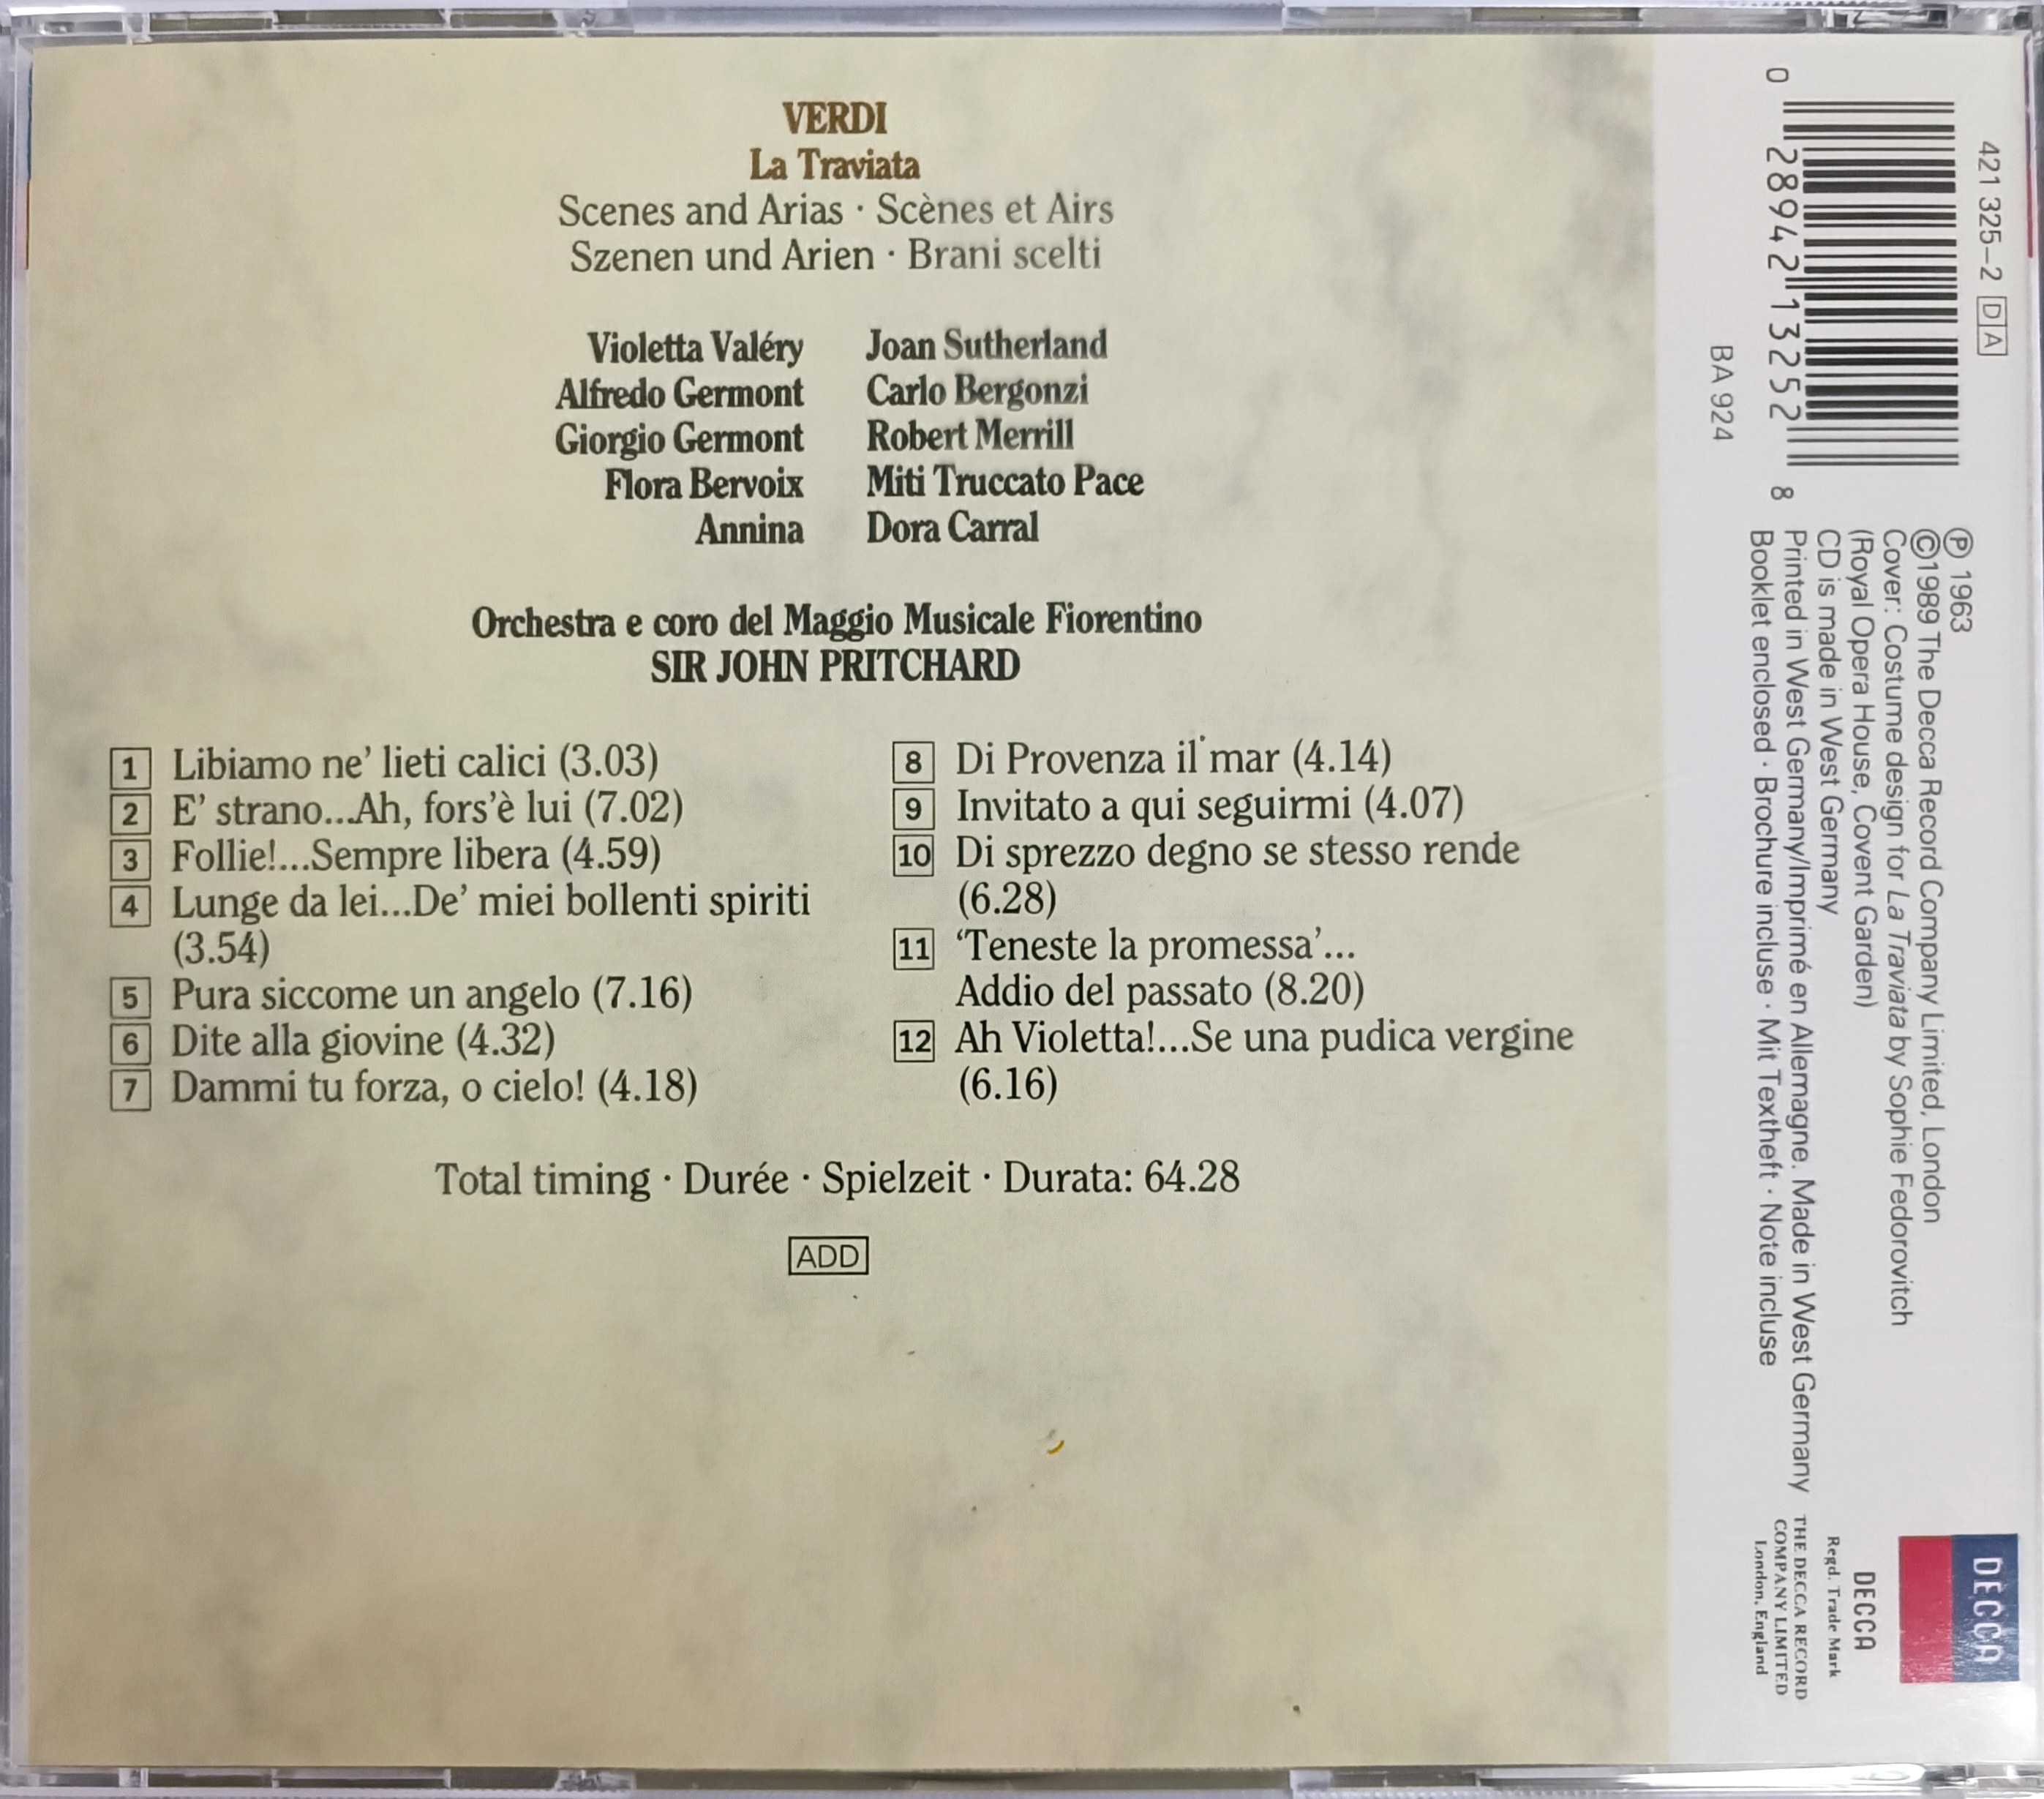 VERDI
La Traviata
Scenes and Arias · Scènes et Airs
Szenen und Arien · Brani scelti
Violetta Valéry Joan Sutherland
Alfredo Germont Carlo Bergonzi
Giorgio Germont Robert Merrill
Flora Bervoix Miti Truccato Pace
Annina Dora Carral
Orchestra e coro del Maggio Musicale Fiorentino
SIR JOHN PRITCHARD
1 Libiamo ne' lieti calici (3.03)
2 E' strano...Ah, fors'è lui (7.02)
3 Follie!...Sempre libera (4.59)
4 Lunge da lei...De' miei bollenti spiriti
(3.54)
5 Pura siccome un angelo (7.16)
6 Dite alla giovine (4.32)
7 Dammi tu forza, o cielo! (4.18)
8 Di Provenza il mar (4.14)
9 Invitato a qui seguirmi (4.07)
10 Di sprezzo degno se stesso rende
(6.28)
11 'Teneste la promessa'...
Addio del passato (8.20)
12 Ah Violetta!...Se una pudica vergine
(6.16)
Total timing · Durée · Spielzeit · Durata: 64.28
ADD
421 325-2 DA
0 28942 13252 8
BA 924
Ⓟ 1963
©1989 The Decca Record Company Limited, London
Cover: Costume design for La Traviata by Sophie Fedorovitch
(Royal Opera House, Covent Garden)
CD is made in West Germany
Printed in West Germany/Imprimé en Allemagne. Made in West Germany
Booklet enclosed · Brochure incluse · Mit Textheft · Note incluse
DECCA
DECCA
Regd. Trade Mark
THE DECCA RECORD
COMPANY LIMITED
London, England